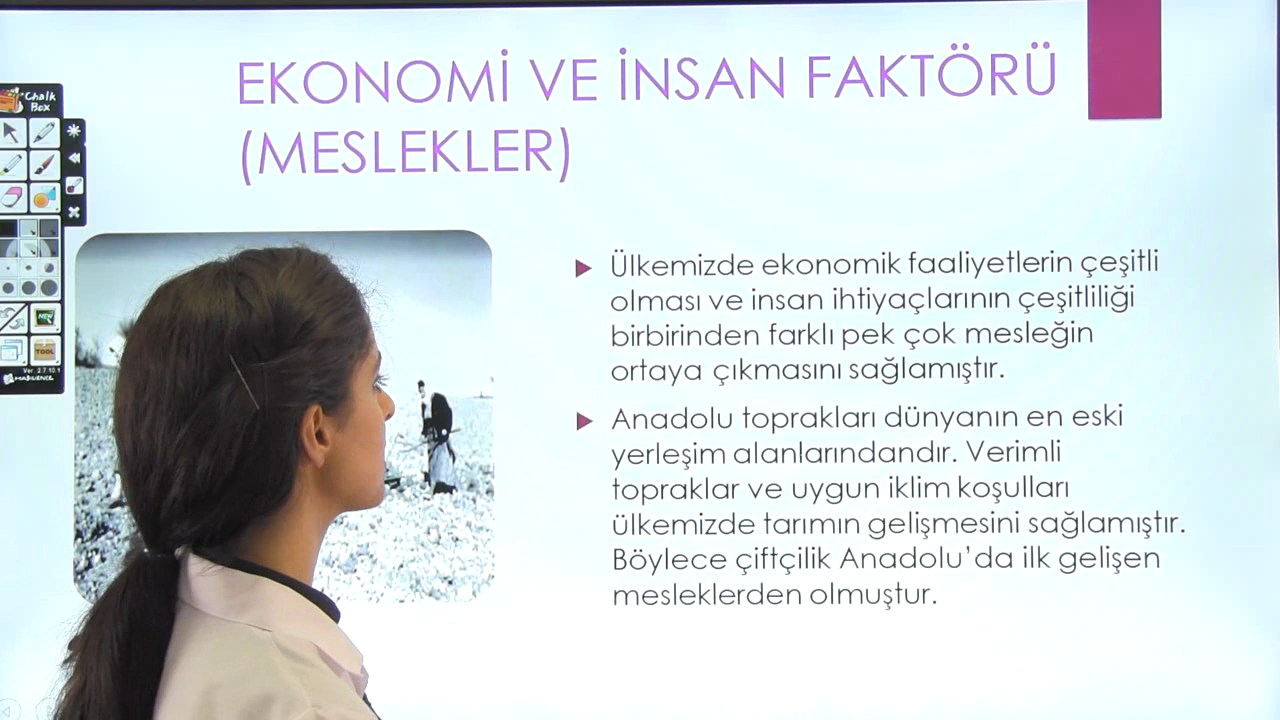 EKONOMİ VE İNSAN FAKTÖRÜ
(MESLEKLER)
Chalk
Box
Ülkemizde ekonomik faaliyetlerin çeşitli
olması ve insan ihtiyaçlarının çeşitliliği
birbirinden farklı pek çok mesleğin
ortaya çıkmasını sağlamıştır.
Anadolu toprakları dünyanın en eski
yerleşim alanlarındandır. Verimli
topraklar ve uygun iklim koşulları
ülkemizde tarımın gelişmesini sağlamıştır.
Böylece çiftçilik Anadolu'da ilk gelişen
mesleklerden olmuştur.
TOOL